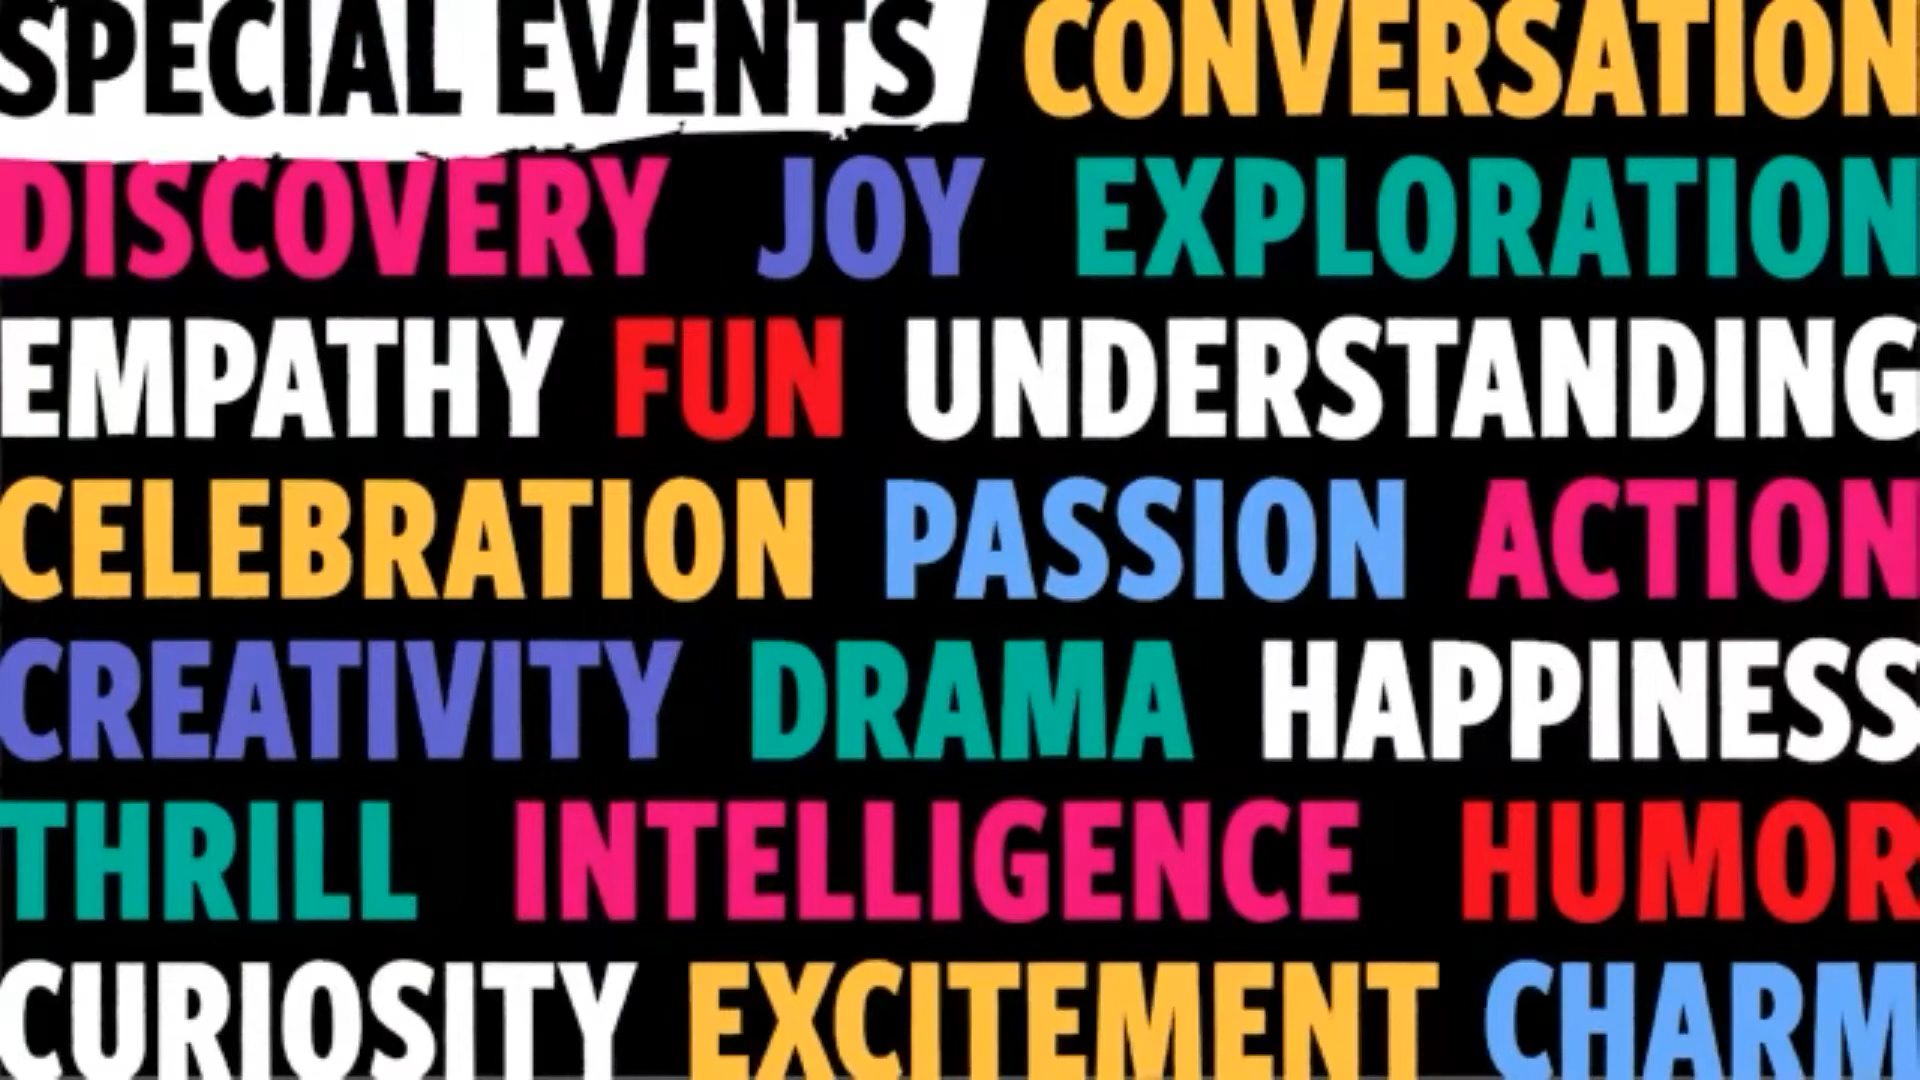 SPECIAL EVENTS CONVERSATION
DISCOVERY JOY EXPLORATION
EMPATHY FUN UNDERSTANDING
CELEBRATION PASSION ACTION
CREATIVITY DRAMA HAPPINESS
THRILL INTELLIGENCE HUMOR
CURIOSITY EXCITEMENT CHARM